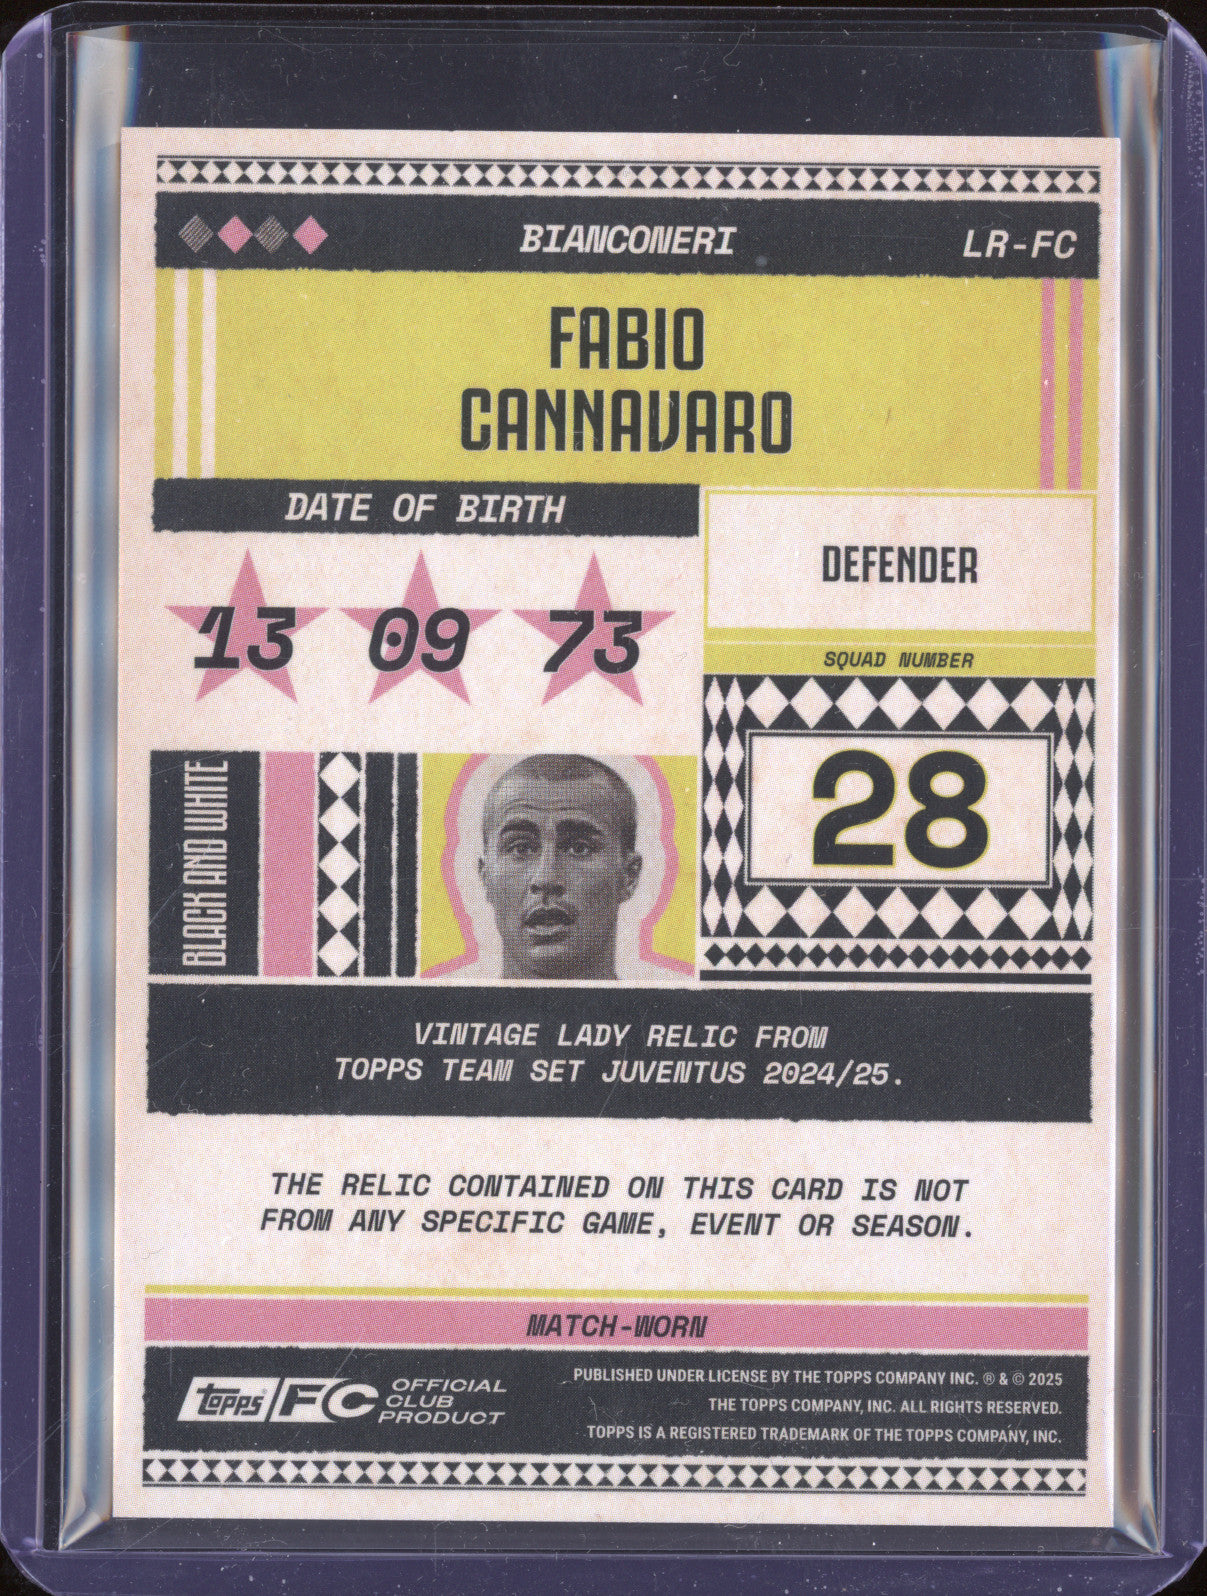 BIANCONERI
LR-FC
FABIO
CANNAVARO
DATE OF BIRTH
13 09 73
DEFENDER
SQUAD NUMBER
28
BLACK AND WHITE
VINTAGE LADY RELIC FROM
TOPPS TEAM SET JUVENTUS 2024/25.
THE RELIC CONTAINED ON THIS CARD IS NOT
FROM ANY SPECIFIC GAME, EVENT OR SEASON.
MATCH-WORN
topps® FC
OFFICIAL
CLUB
PRODUCT
PUBLISHED UNDER LICENSE BY THE TOPPS COMPANY INC. ® & © 2025
THE TOPPS COMPANY, INC. ALL RIGHTS RESERVED.
TOPPS IS A REGISTERED TRADEMARK OF THE TOPPS COMPANY, INC.